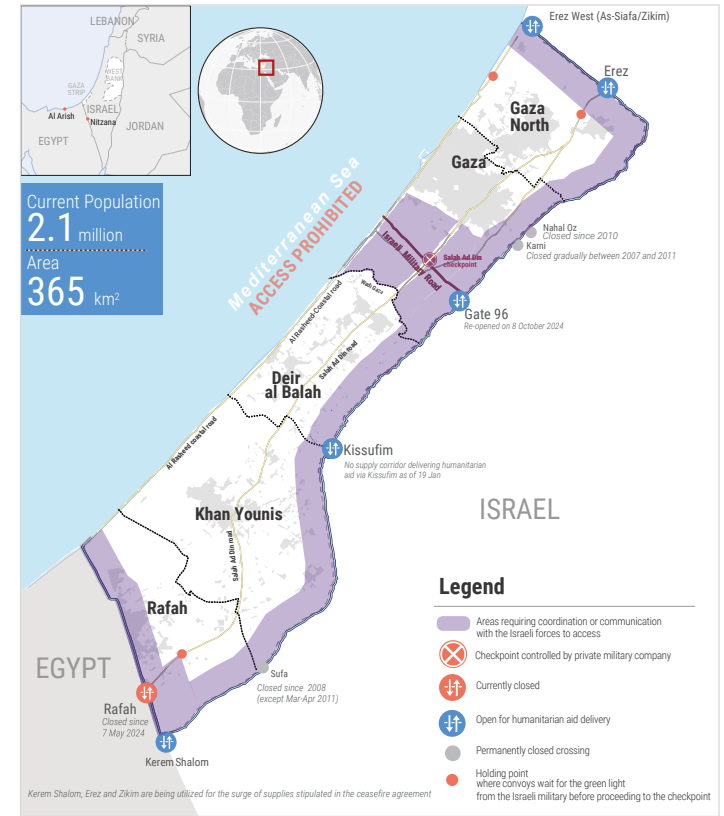 LEBANON
SYRIA
WEST
BANK
GAZA
STRIP
ISRAEL
Al Arish
Nitzana
JORDAN
EGYPT
Current Population
2.1 million
Area
365 km²
Mediterranean Sea
ACCESS PROHIBITED
Erez West (As-Siafa/Zikim)
Erez
Gaza
North
Gaza
Nahal Oz
Closed since 2010
Karni
Closed gradually between 2007 and 2011
Israeli Military Road
Salah Ad Din
checkpoint
Gate 96
Re-opened on 8 October 2024
Wadi Gaza
Al Rasheed-Coastal road
Salah Ad Din road
Deir
al Balah
Al Rasheed coastal road
Kissufim
No supply corridor delivering humanitarian
aid via Kissufim as of 19 Jan
ISRAEL
Khan Younis
Salah Ad Din road
Rafah
EGYPT
Sufa
Closed since 2008
(except Mar-Apr 2011)
Rafah
Closed since
7 May 2024
Kerem Shalom
Legend
Areas requiring coordination or communication
with the Israeli forces to access
Checkpoint controlled by private military company
Currently closed
Open for humanitarian aid delivery
Permanently closed crossing
Holding point
where convoys wait for the green light
from the Israeli military before proceeding to the checkpoint
Kerem Shalom, Erez and Zikim are being utilized for the surge of supplies stipulated in the ceasefire agreement